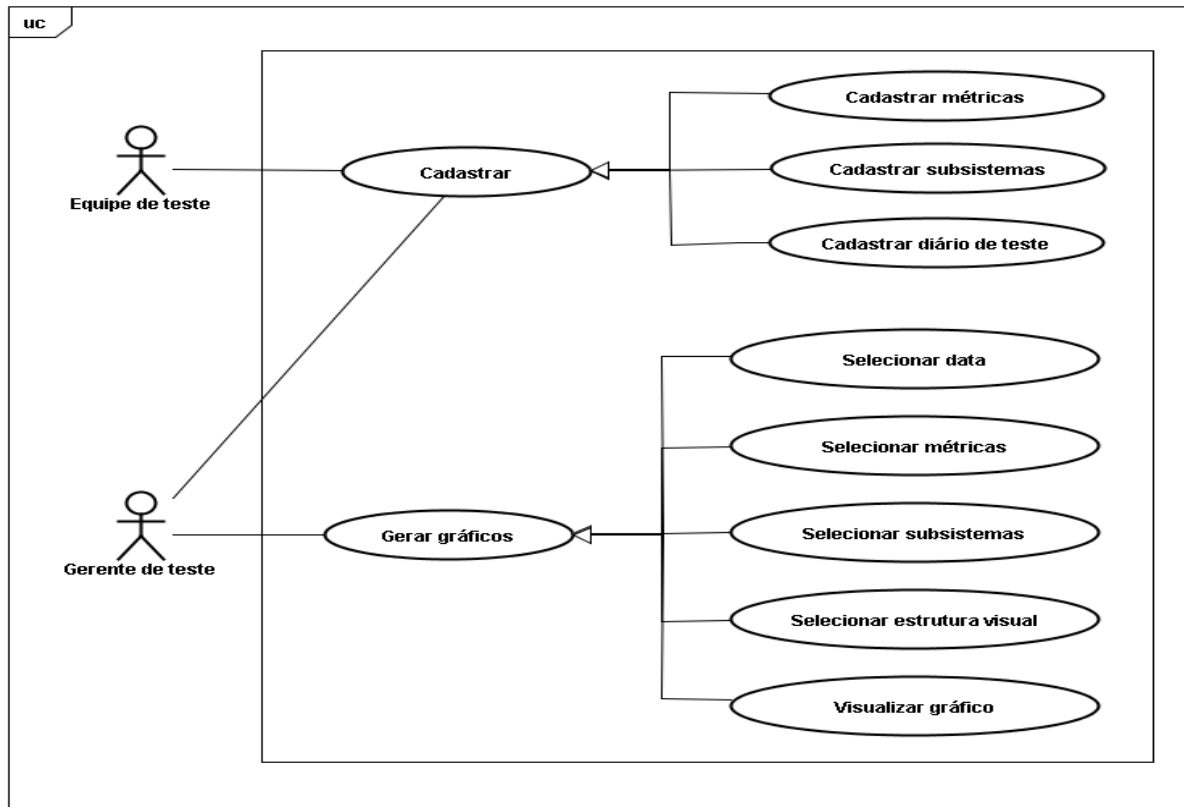 uc
Cadastrar métricas
Cadastrar
Cadastrar subsistemas
Equipe de teste
Cadastrar diário de teste
Selecionar data
Selecionar métricas
Gerar gráficos
Selecionar subsistemas
Gerente de teste
Selecionar estrutura visual
Visualizar gráfico